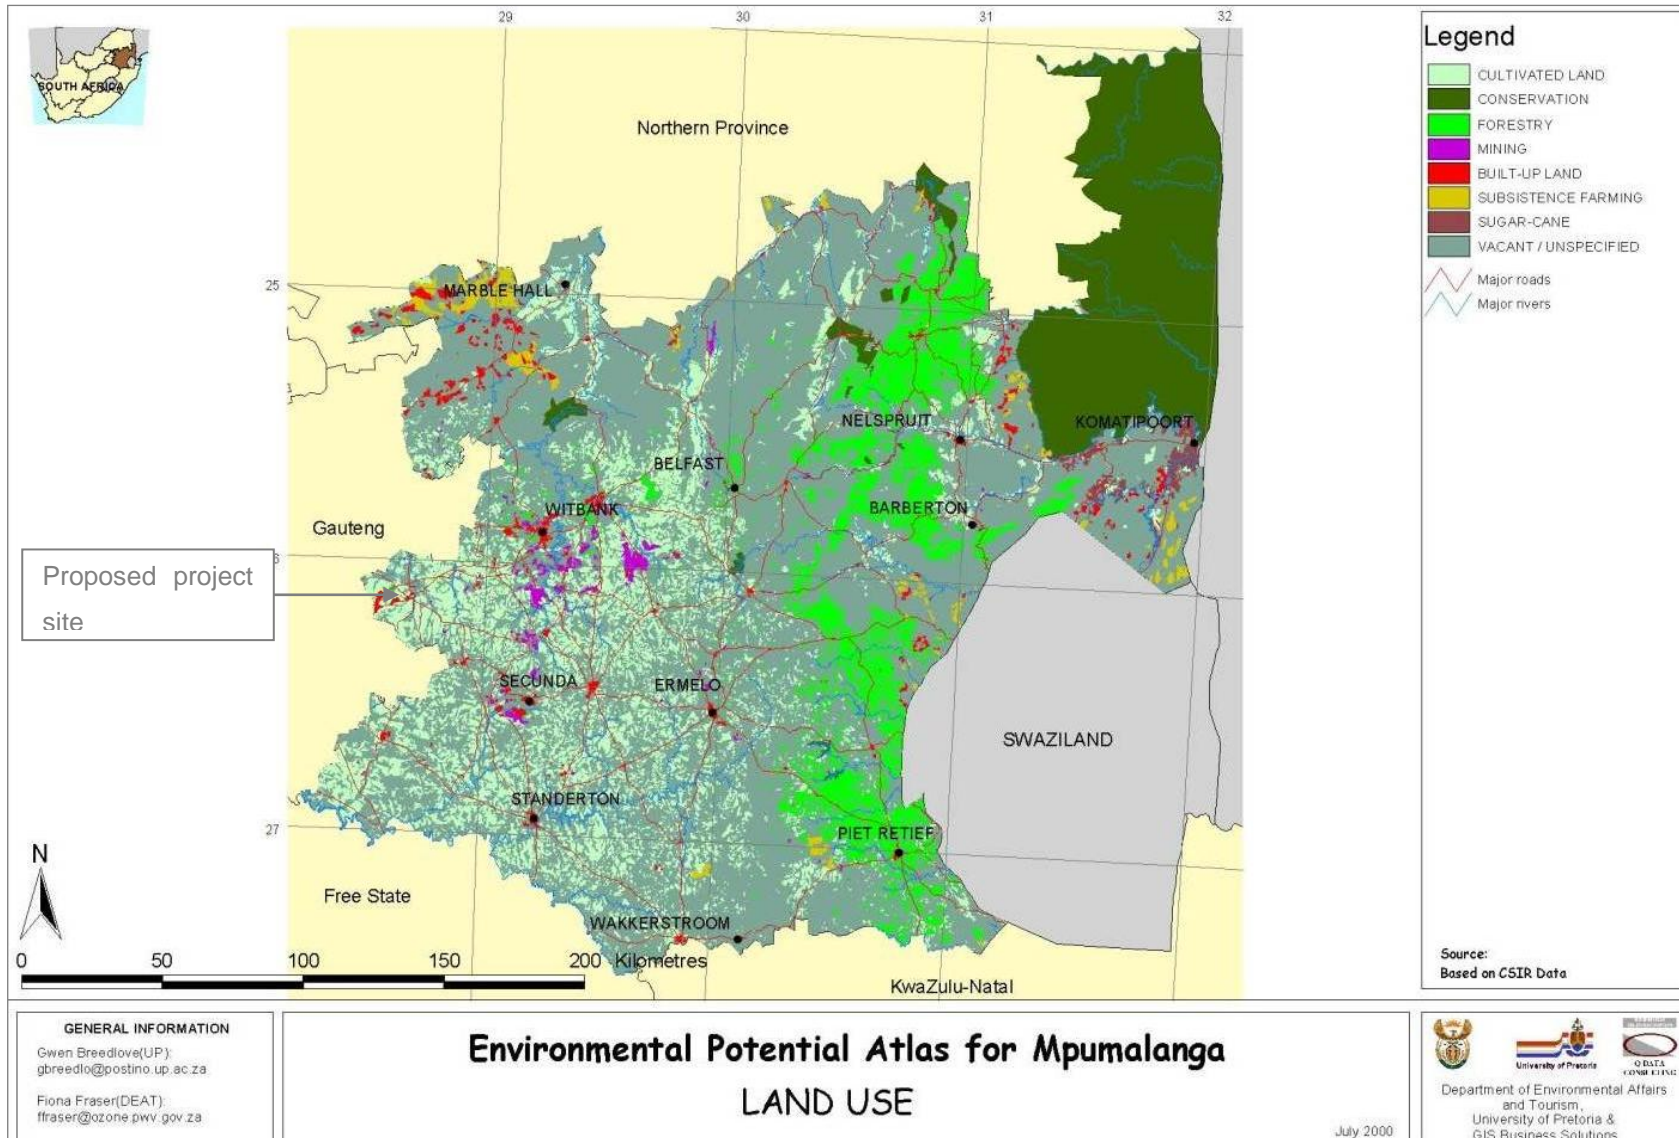 29
30
31
32
SOUTH AFRICA
Northern Province
25
MARBLE HALL
NELSPRUIT
KOMATIPOORT
BELFAST
WITBANK
BARBERTON
Gauteng
6
Proposed project
site
SECUNDA
ERMELO
SWAZILAND
STANDERTON
27
PIET RETIEF
N
Free State
WAKKERSTROOM
0 50 100 150 200 Kilometres
KwaZulu-Natal
Legend
CULTIVATED LAND
CONSERVATION
FORESTRY
MINING
BUILT-UP LAND
SUBSISTENCE FARMING
SUGAR-CANE
VACANT / UNSPECIFIED
Major roads
Major rivers
Source:
Based on CSIR Data
GENERAL INFORMATION
Gwen Breedlove(UP):
gbreedlo@postino.up.ac.za
Fiona Fraser(DEAT):
ffraser@ozone.pwv.gov.za
Environmental Potential Atlas for Mpumalanga
LAND USE
July 2000
University of Pretoria
Q DATA
CONSULTING
Department of Environmental Affairs
and Tourism,
University of Pretoria &
GIS Business Solutions